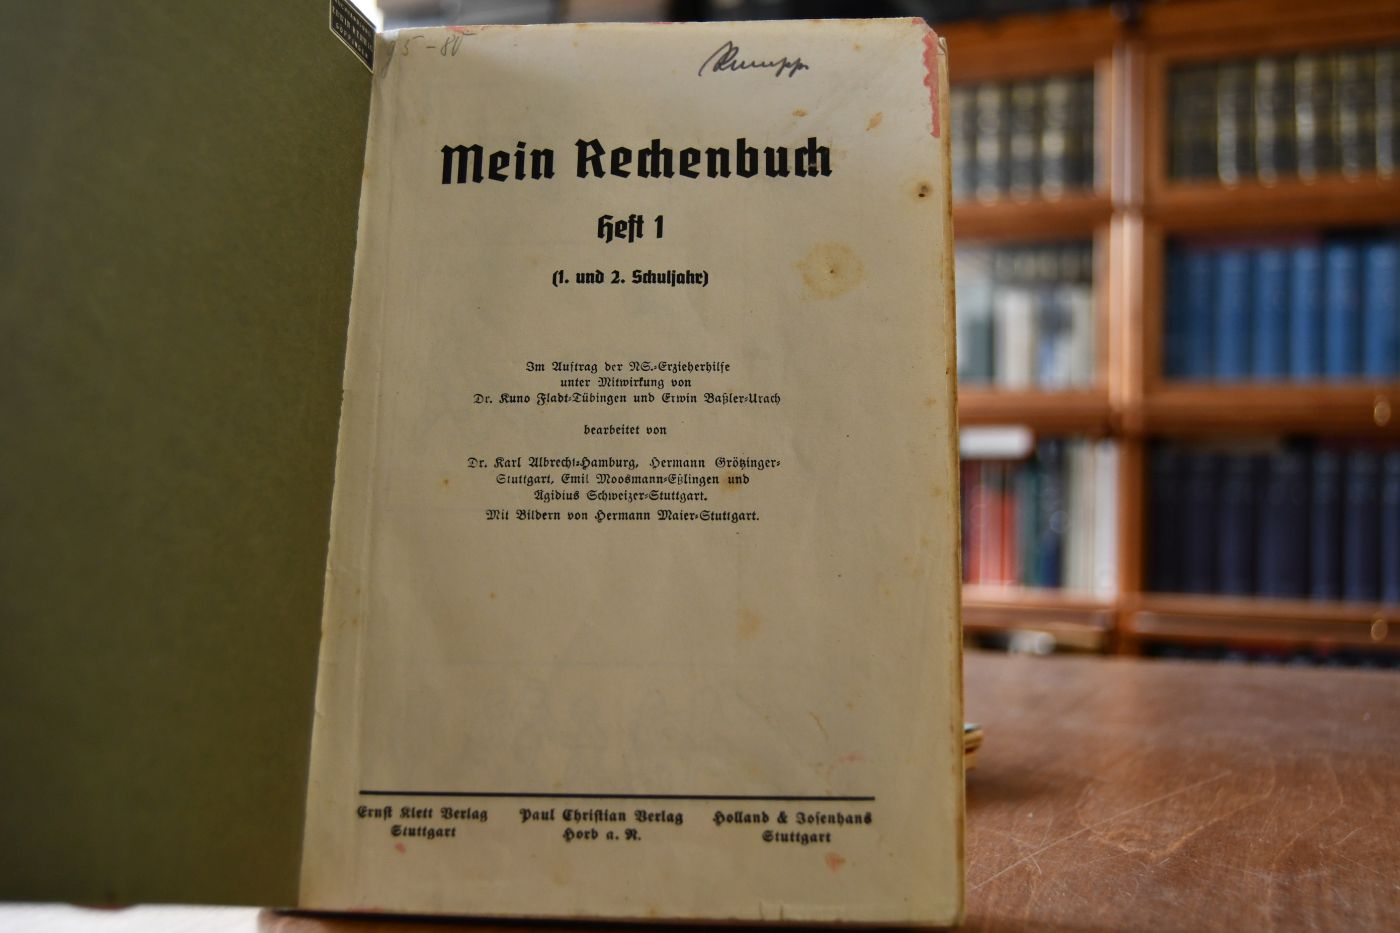 95 - 80
Mein Rechenbuch
Heft 1
(1. und 2. Schuljahr)
Im Auftrag der NS.-Erzieherhilfe
unter Mitwirkung von
Dr. Kuno Fladt-Tübingen und Erwin Baßler-Urach
bearbeitet von
Dr. Karl Albrecht-Hamburg, Hermann Grötzinger-
Stuttgart, Emil Moosmann-Eßlingen und
Ägidius Schweizer-Stuttgart.
Mit Bildern von Hermann Maier-Stuttgart.
Ernst Klett Verlag
Stuttgart
Paul Christian Verlag
Horb a. N.
Holland & Josenhans
Stuttgart